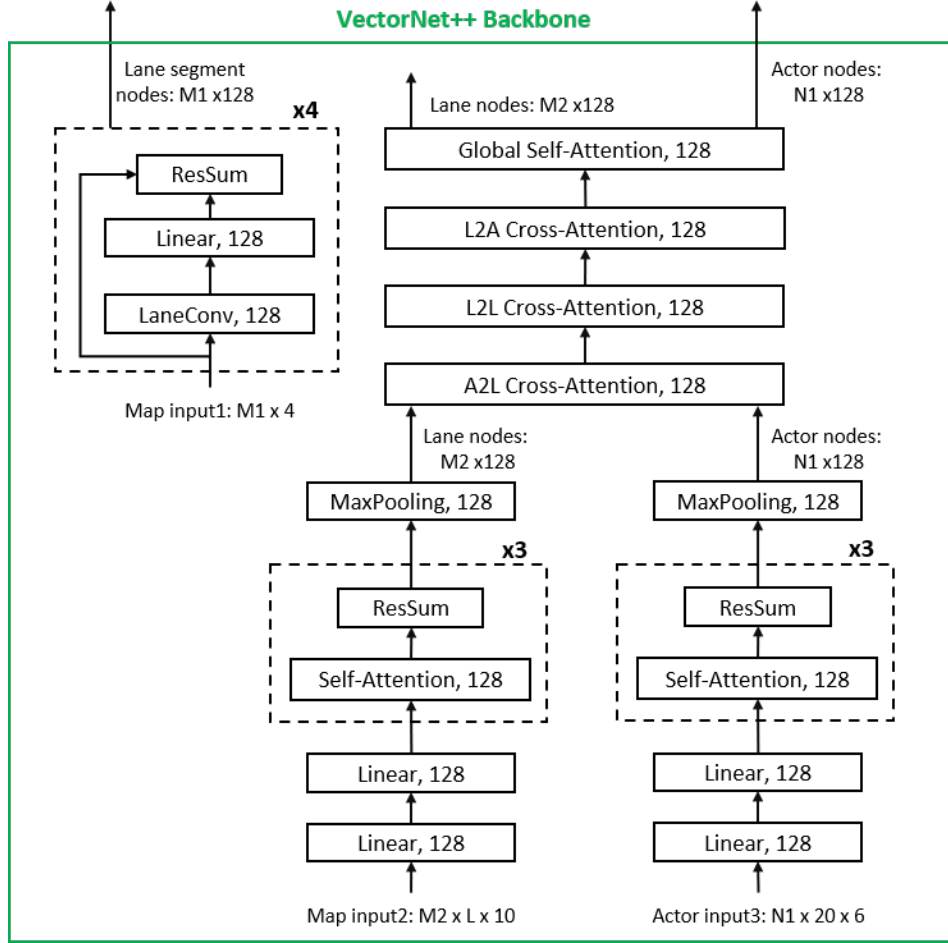 VectorNet++ Backbone
Lane segment
nodes: M1 x128
x4
ResSum
Linear, 128
LaneConv, 128
Map input1: M1 x 4
Lane nodes: M2 x128
Actor nodes:
N1 x128
Global Self-Attention, 128
L2A Cross-Attention, 128
L2L Cross-Attention, 128
A2L Cross-Attention, 128
Lane nodes:
M2 x128
MaxPooling, 128
x3
ResSum
Self-Attention, 128
Linear, 128
Linear, 128
Map input2: M2 x L x 10
Actor nodes:
N1 x128
MaxPooling, 128
x3
ResSum
Self-Attention, 128
Linear, 128
Linear, 128
Actor input3: N1 x 20 x 6